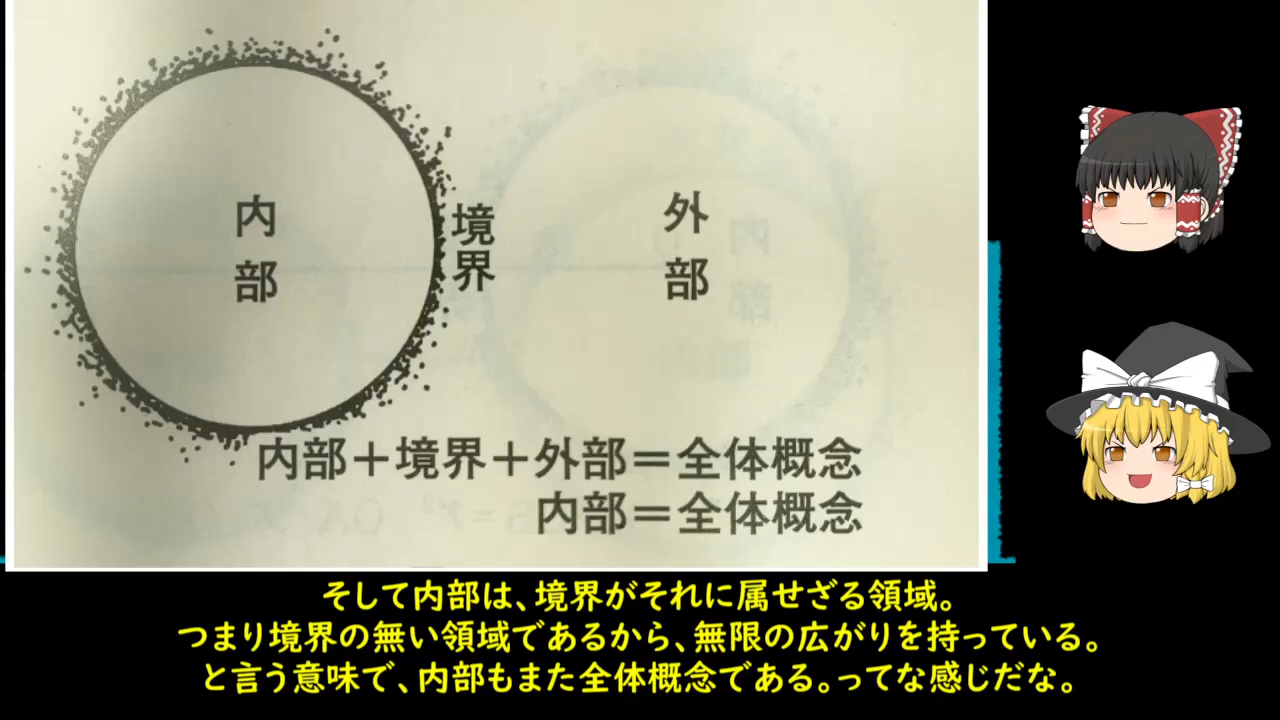 内部
境界
外部
内部＋境界＋外部＝全体概念
内部＝全体概念
そして内部は、境界がそれに属せざる領域。
つまり境界の無い領域であるから、無限の広がりを持っている。
と言う意味で、内部もまた全体概念である。ってな感じだな。